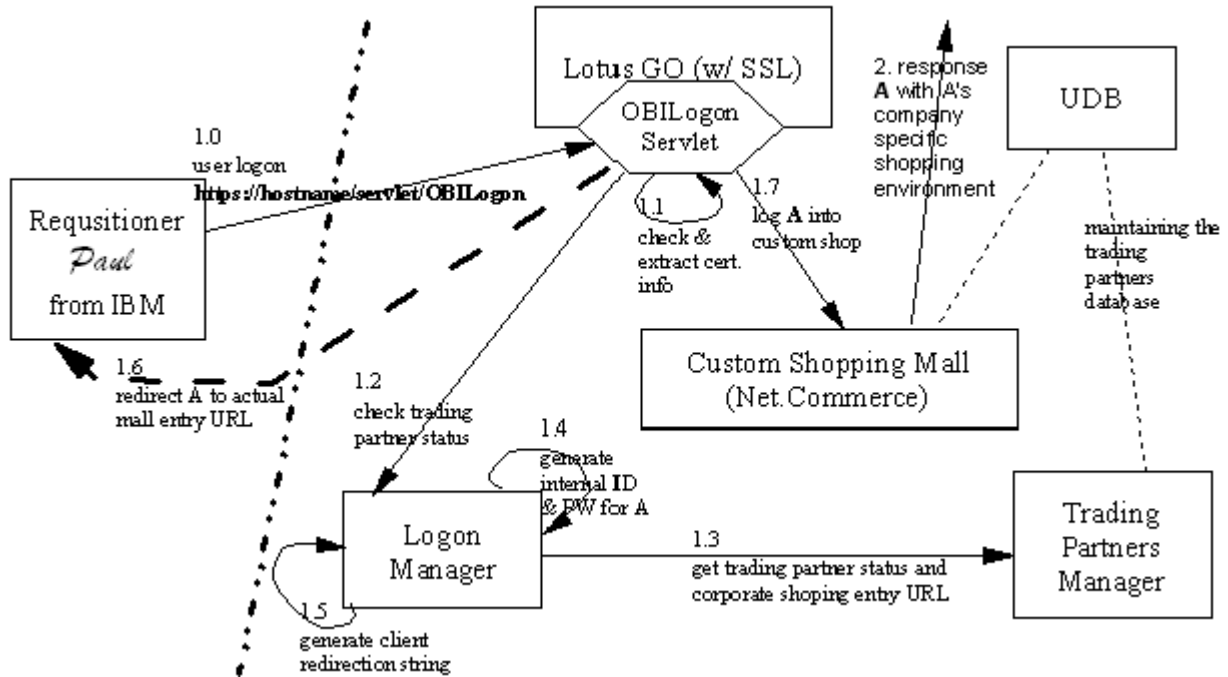 Lotus GO (w/ SSL)
OBILogon
Servlet
2. response
A with A's
company
specific
shopping
environment
UDB
1.0
user logon
https://hostname/servlet/OBILogon
Requsitioner
Paul
from IBM
1.1
check &
extract cert.
info
1.7
log A into
custom shop
maintaining the
trading
partners
database
1.6
redirect A to actual
mall entry URL
1.2
check trading
partner status
Custom Shopping Mall
(Net.Commerce)
1.4
generate
internal ID
& PW for A
Logon
Manager
1.3
get trading partner status and
corporate shoping entry URL
Trading
Partners
Manager
1.5
generate client
redirection string